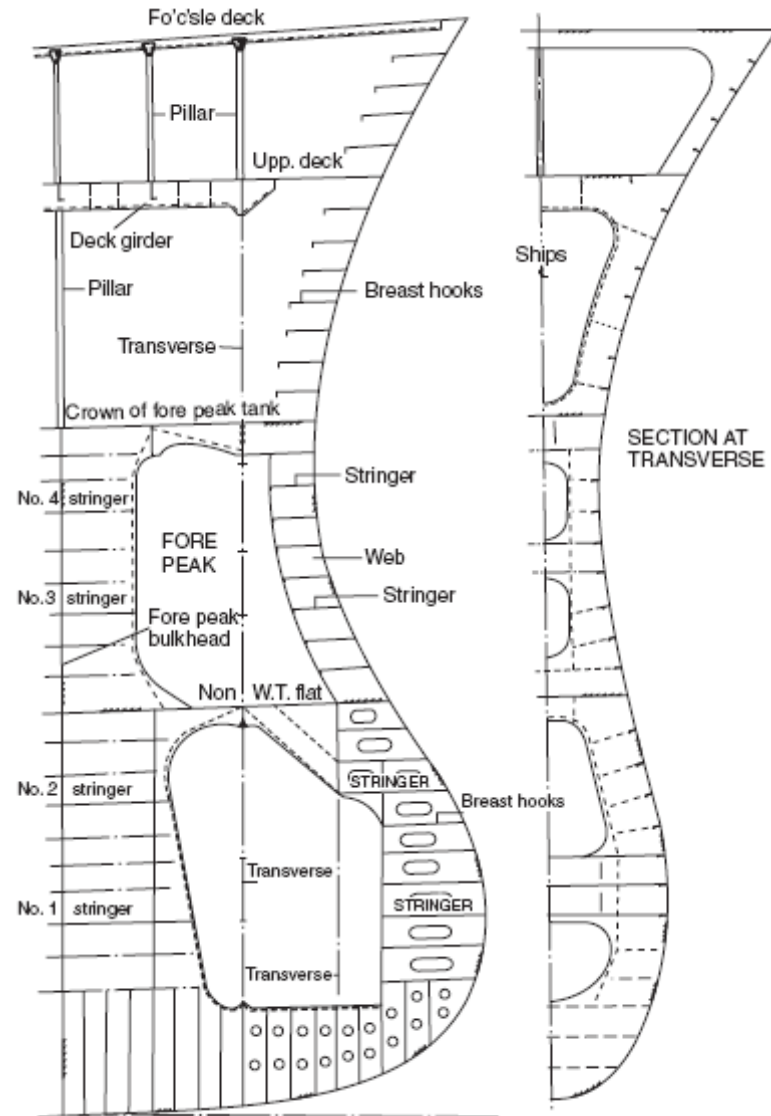 Fo'c'sle deck
Pillar
Upp. deck
Deck girder
Ships
Pillar
Breast hooks
Transverse
Crown of fore peak tank
SECTION AT
TRANSVERSE
Stringer
No. 4 stringer
FORE
PEAK
Web
No.3 stringer
Stringer
Fore peak
bulkhead
Non W.T. flat
No. 2 stringer
STRINGER
Breast hooks
Transverse
No. 1 stringer
STRINGER
Transverse